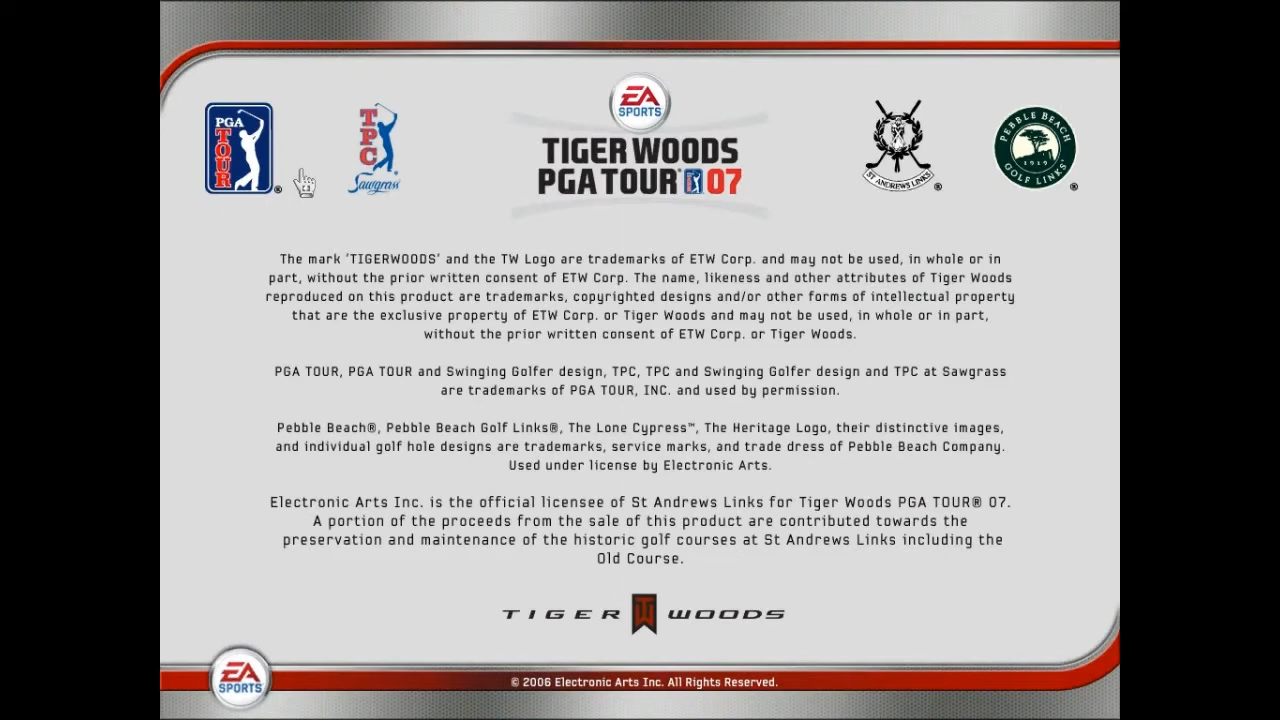 PGA
TOUR
®
TPC
Sawgrass
®
EA
SPORTS
TIGER WOODS
PGA TOUR® 07
ST ANDREWS LINKS
®
PEBBLE BEACH
1919
GOLF LINKS®
®
The mark 'TIGERWOODS' and the TW Logo are trademarks of ETW Corp. and may not be used, in whole or in
part, without the prior written consent of ETW Corp. The name, likeness and other attributes of Tiger Woods
reproduced on this product are trademarks, copyrighted designs and/or other forms of intellectual property
that are the exclusive property of ETW Corp. or Tiger Woods and may not be used, in whole or in part,
without the prior written consent of ETW Corp. or Tiger Woods.
PGA TOUR, PGA TOUR and Swinging Golfer design, TPC, TPC and Swinging Golfer design and TPC at Sawgrass
are trademarks of PGA TOUR, INC. and used by permission.
Pebble Beach®, Pebble Beach Golf Links®, The Lone Cypress™, The Heritage Logo, their distinctive images,
and individual golf hole designs are trademarks, service marks, and trade dress of Pebble Beach Company.
Used under license by Electronic Arts.
Electronic Arts Inc. is the official licensee of St Andrews Links for Tiger Woods PGA TOUR® 07.
A portion of the proceeds from the sale of this product are contributed towards the
preservation and maintenance of the historic golf courses at St Andrews Links including the
Old Course.
TIGER TW WOODS
EA
SPORTS
© 2006 Electronic Arts Inc. All Rights Reserved.